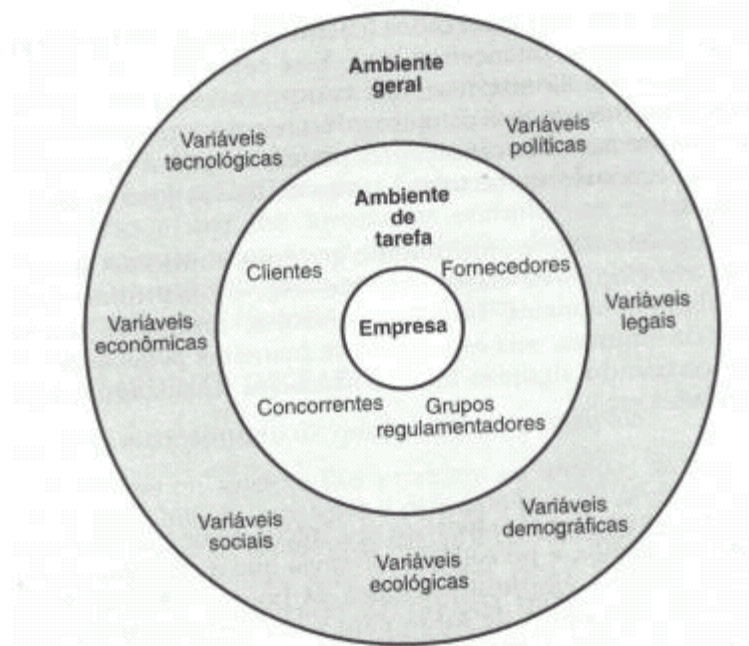 Ambiente
geral
Variáveis
tecnológicas
Variáveis
políticas
Ambiente
de
tarefa
Clientes
Fornecedores
Variáveis
econômicas
Empresa
Variáveis
legais
Concorrentes
Grupos
regulamentadores
Variáveis
sociais
Variáveis
ecológicas
Variáveis
demográficas